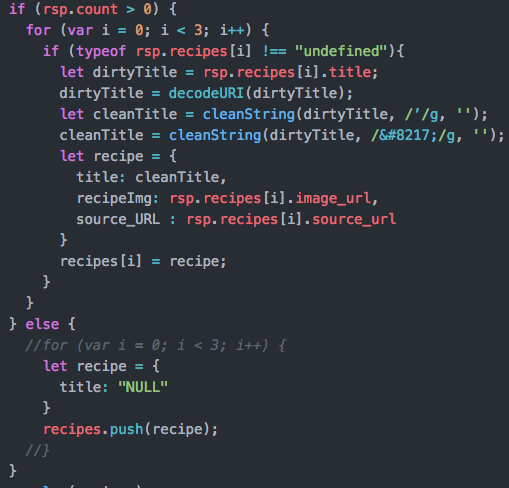 if (rsp.count > 0) {
for (var i = 0; i < 3; i++) {
if (typeof rsp.recipes[i] !== "undefined"){
let dirtyTitle = rsp.recipes[i].title;
dirtyTitle = decodeURI(dirtyTitle);
let cleanTitle = cleanString(dirtyTitle, /’/g, '');
cleanTitle = cleanString(dirtyTitle, /&#8217;/g, '');
let recipe = {
title: cleanTitle,
recipeImg: rsp.recipes[i].image_url,
source_URL : rsp.recipes[i].source_url
}
recipes[i] = recipe;
}
}
} else {
//for (var i = 0; i < 3; i++) {
let recipe = {
title: "NULL"
}
recipes.push(recipe);
//}
}